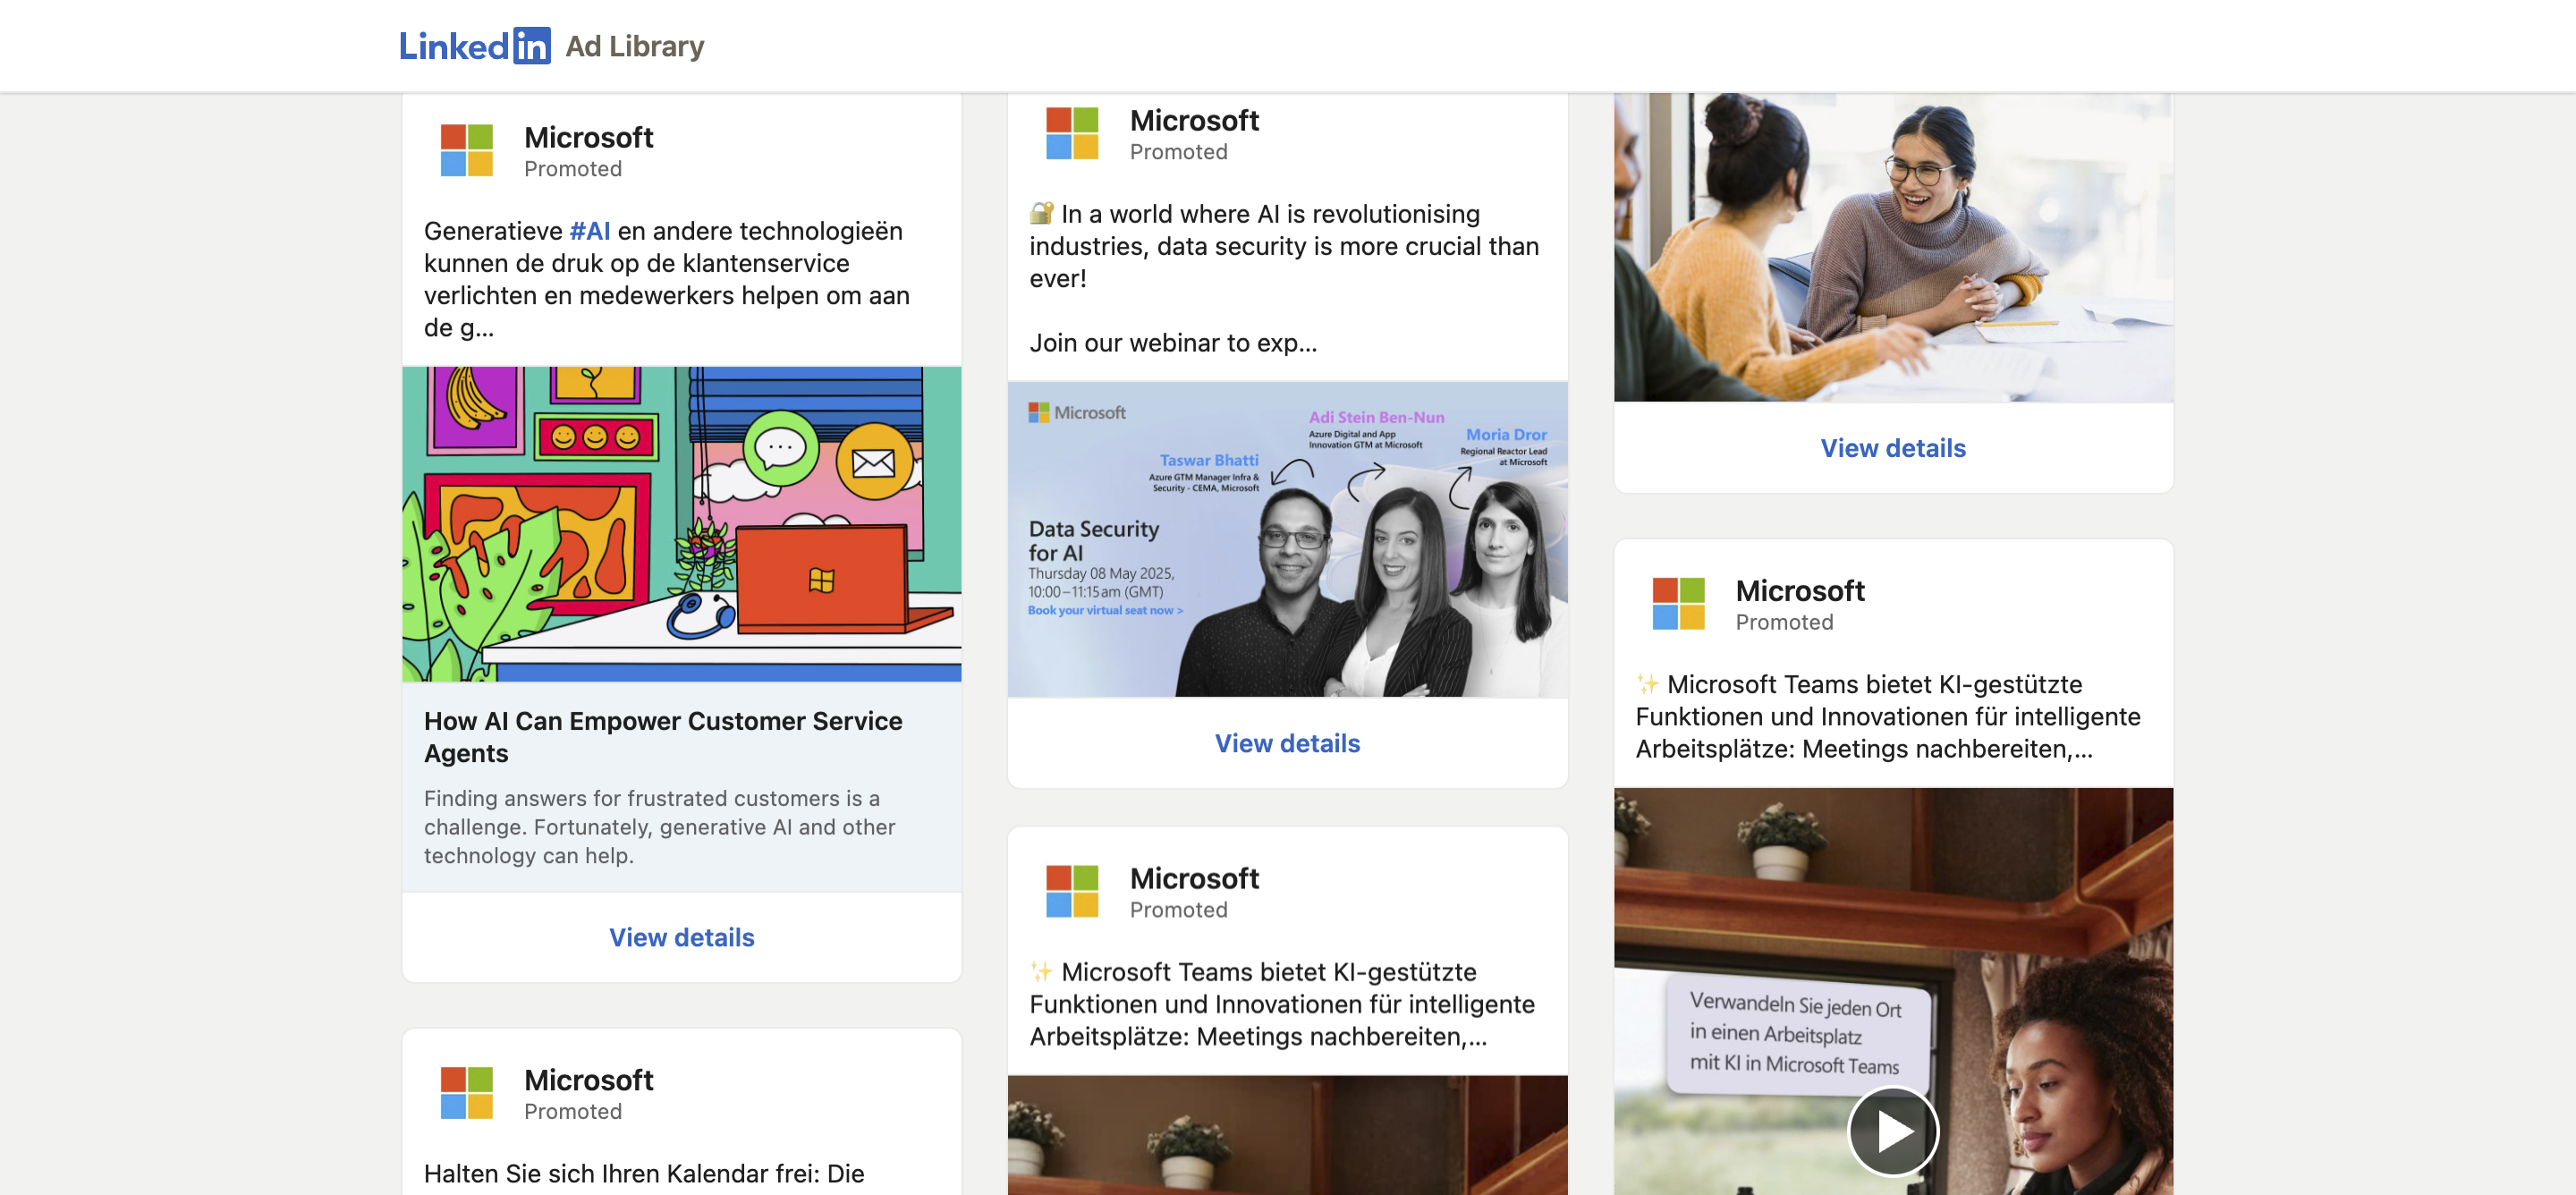 LinkedIn Ad Library
Microsoft
Promoted
Generatieve #AI en andere technologieën
kunnen de druk op de klantenservice
verlichten en medewerkers helpen om aan
de g...
How AI Can Empower Customer Service
Agents
Finding answers for frustrated customers is a
challenge. Fortunately, generative AI and other
technology can help.
View details
Microsoft
Promoted
Halten Sie sich Ihren Kalendar frei: Die
Microsoft
Promoted
🔐 In a world where AI is revolutionising
industries, data security is more crucial than
ever!
Join our webinar to exp...
Microsoft
Adi Stein Ben-Nun
Azure Digital and App
Innovation GTM at Microsoft
Moria Dror
Regional Reactor Lead
at Microsoft
Taswar Bhatti
Azure GTM Manager Infra &
Security - CEMA, Microsoft
Data Security
for AI
Thursday 08 May 2025,
10:00–11:15am (GMT)
Book your virtual seat now >
View details
Microsoft
Promoted
✨ Microsoft Teams bietet KI-gestützte
Funktionen und Innovationen für intelligente
Arbeitsplätze: Meetings nachbereiten,...
View details
Microsoft
Promoted
✨ Microsoft Teams bietet KI-gestützte
Funktionen und Innovationen für intelligente
Arbeitsplätze: Meetings nachbereiten,...
Verwandeln Sie jeden Ort
in einen Arbeitsplatz
mit KI in Microsoft Teams